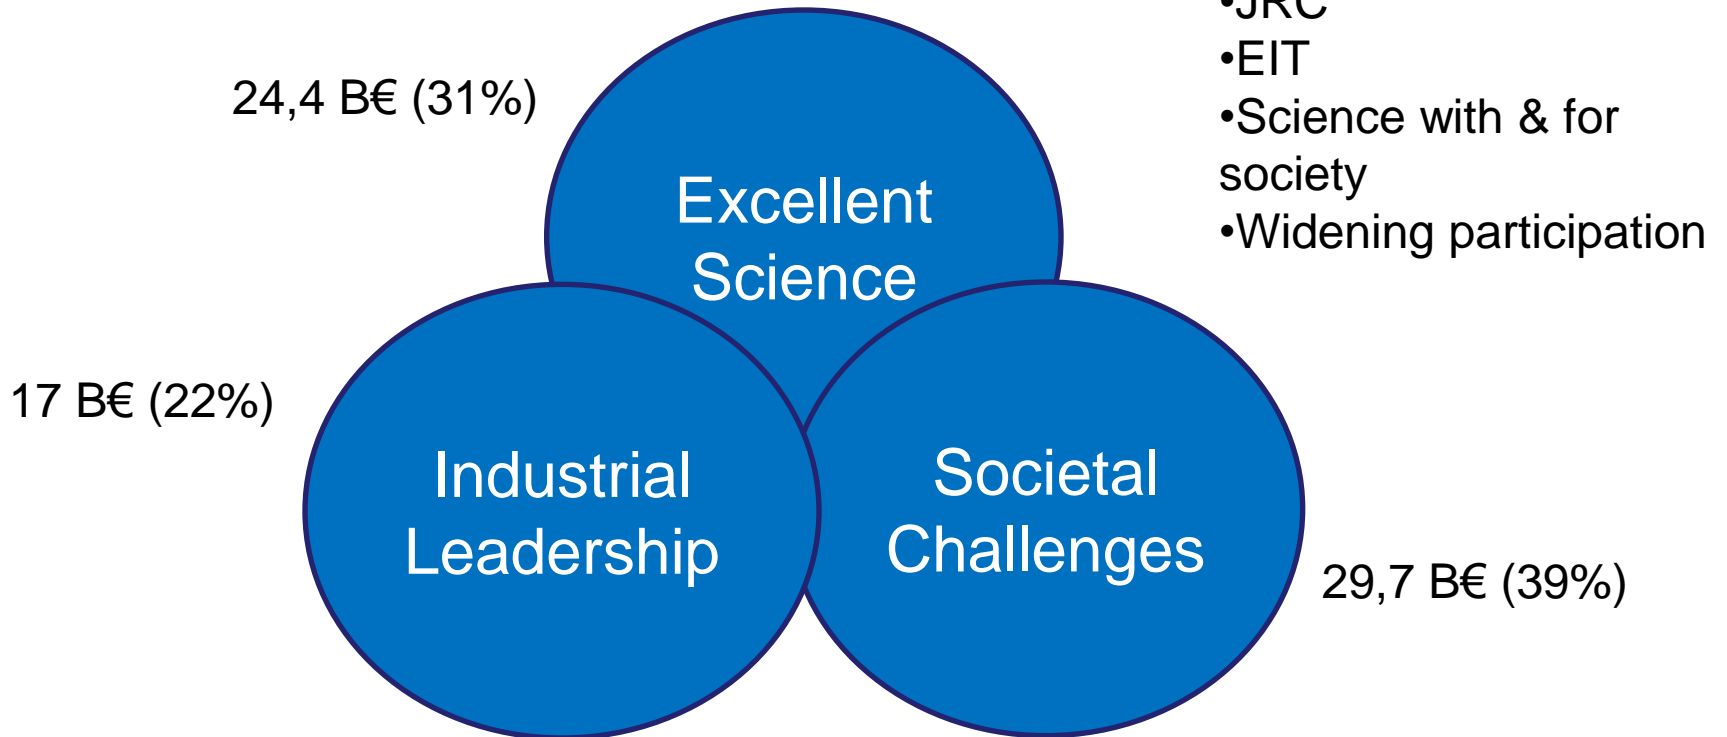 •JRC
•EIT
•Science with & for
society
•Widening participation
24,4 B€ (31%)
Excellent
Science
17 B€ (22%)
Industrial
Leadership
Societal
Challenges
29,7 B€ (39%)